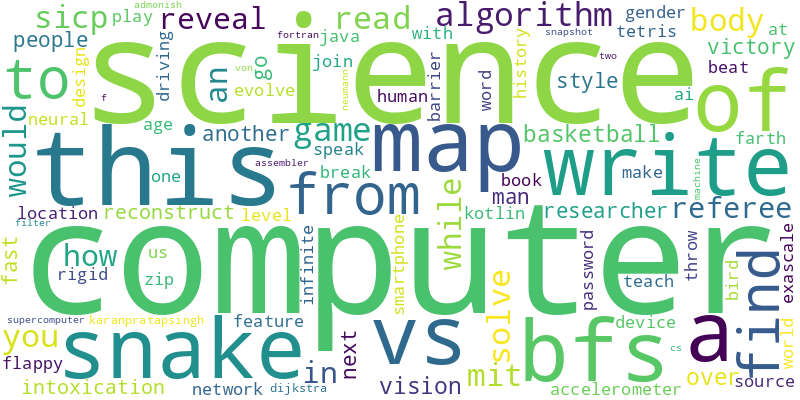 admonish
sicp play reveal read algorithm gender body
people java with tetris victory at
science
fortran snapshot
driving join two beat
design to an go von evolve human barrier word history style ai of
f neumann
neural age another game basketball farth
would this one speak map write
assembler break book man make machine
location reconstruct level from while kotlin researcher referee
filter fast how us infinite smartphone password throw bird
rigid zip computer teach find exascale
supercomputer karanpratapsingh feature device world
you snake in next vs solve bfs a
flappy network dijkstra cs over source
intoxication vision mit accelerometer